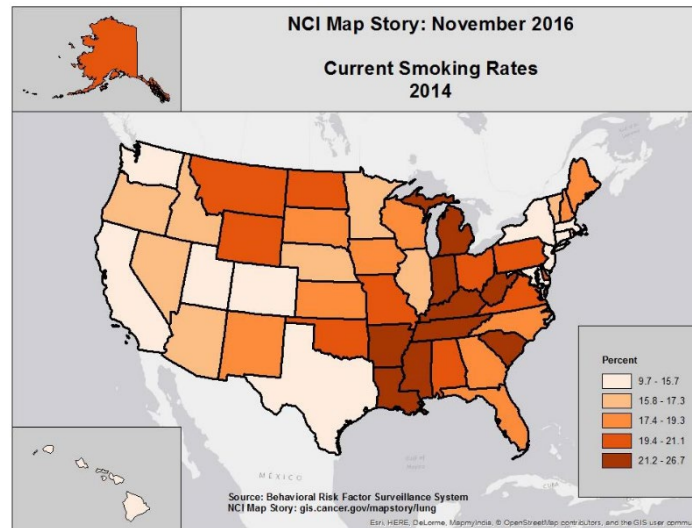 NCI Map Story: November 2016
Current Smoking Rates
2014
Percent
9.7 - 15.7
15.8 - 17.3
17.4 - 19.3
19.4 - 21.1
21.2 - 26.7
MÉXICO
Source: Behavioral Risk Factor Surveillance System
NCI Map Story: gis.cancer.gov/mapstory/lung
Esri, HERE, DeLorme, MapmyIndia, © OpenStreetMap contributors, and the GIS user commu